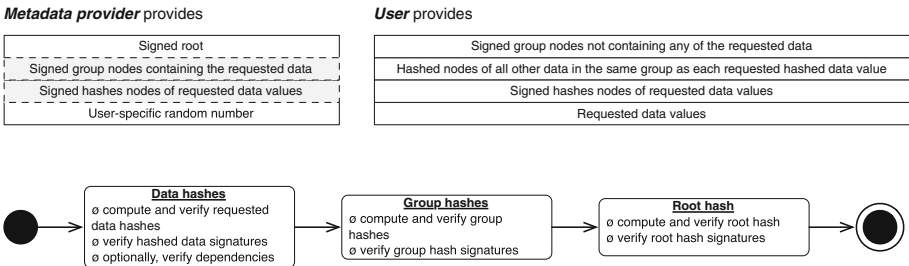 Metadata provider provides
Signed root
Signed group nodes containing the requested data
Signed hashes nodes of requested data values
User-specific random number
User provides
Signed group nodes not containing any of the requested data
Hashed nodes of all other data in the same group as each requested hashed data value
Signed hashes nodes of requested data values
Requested data values
Data hashes
ø compute and verify requested
data hashes
ø verify hashed data signatures
ø optionally, verify dependencies
Group hashes
ø compute and verify group
hashes
ø verify group hash signatures
Root hash
ø compute and verify root hash
ø verify root hash signatures